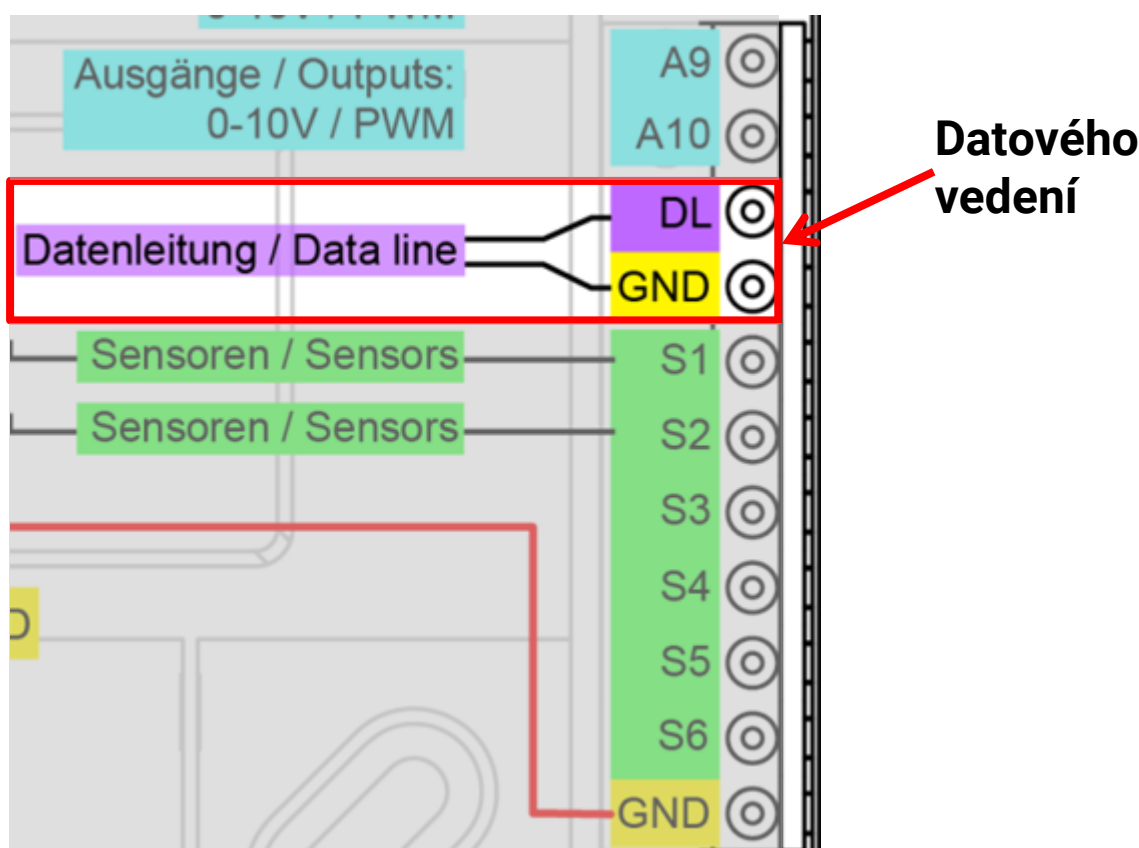 Ausgänge / Outputs:
0-10V / PWM
A9
A10
Datového
vedení
DL
Datenleitung / Data line
GND
Sensoren / Sensors
S1
Sensoren / Sensors
S2
S3
S4
S5
S6
GND